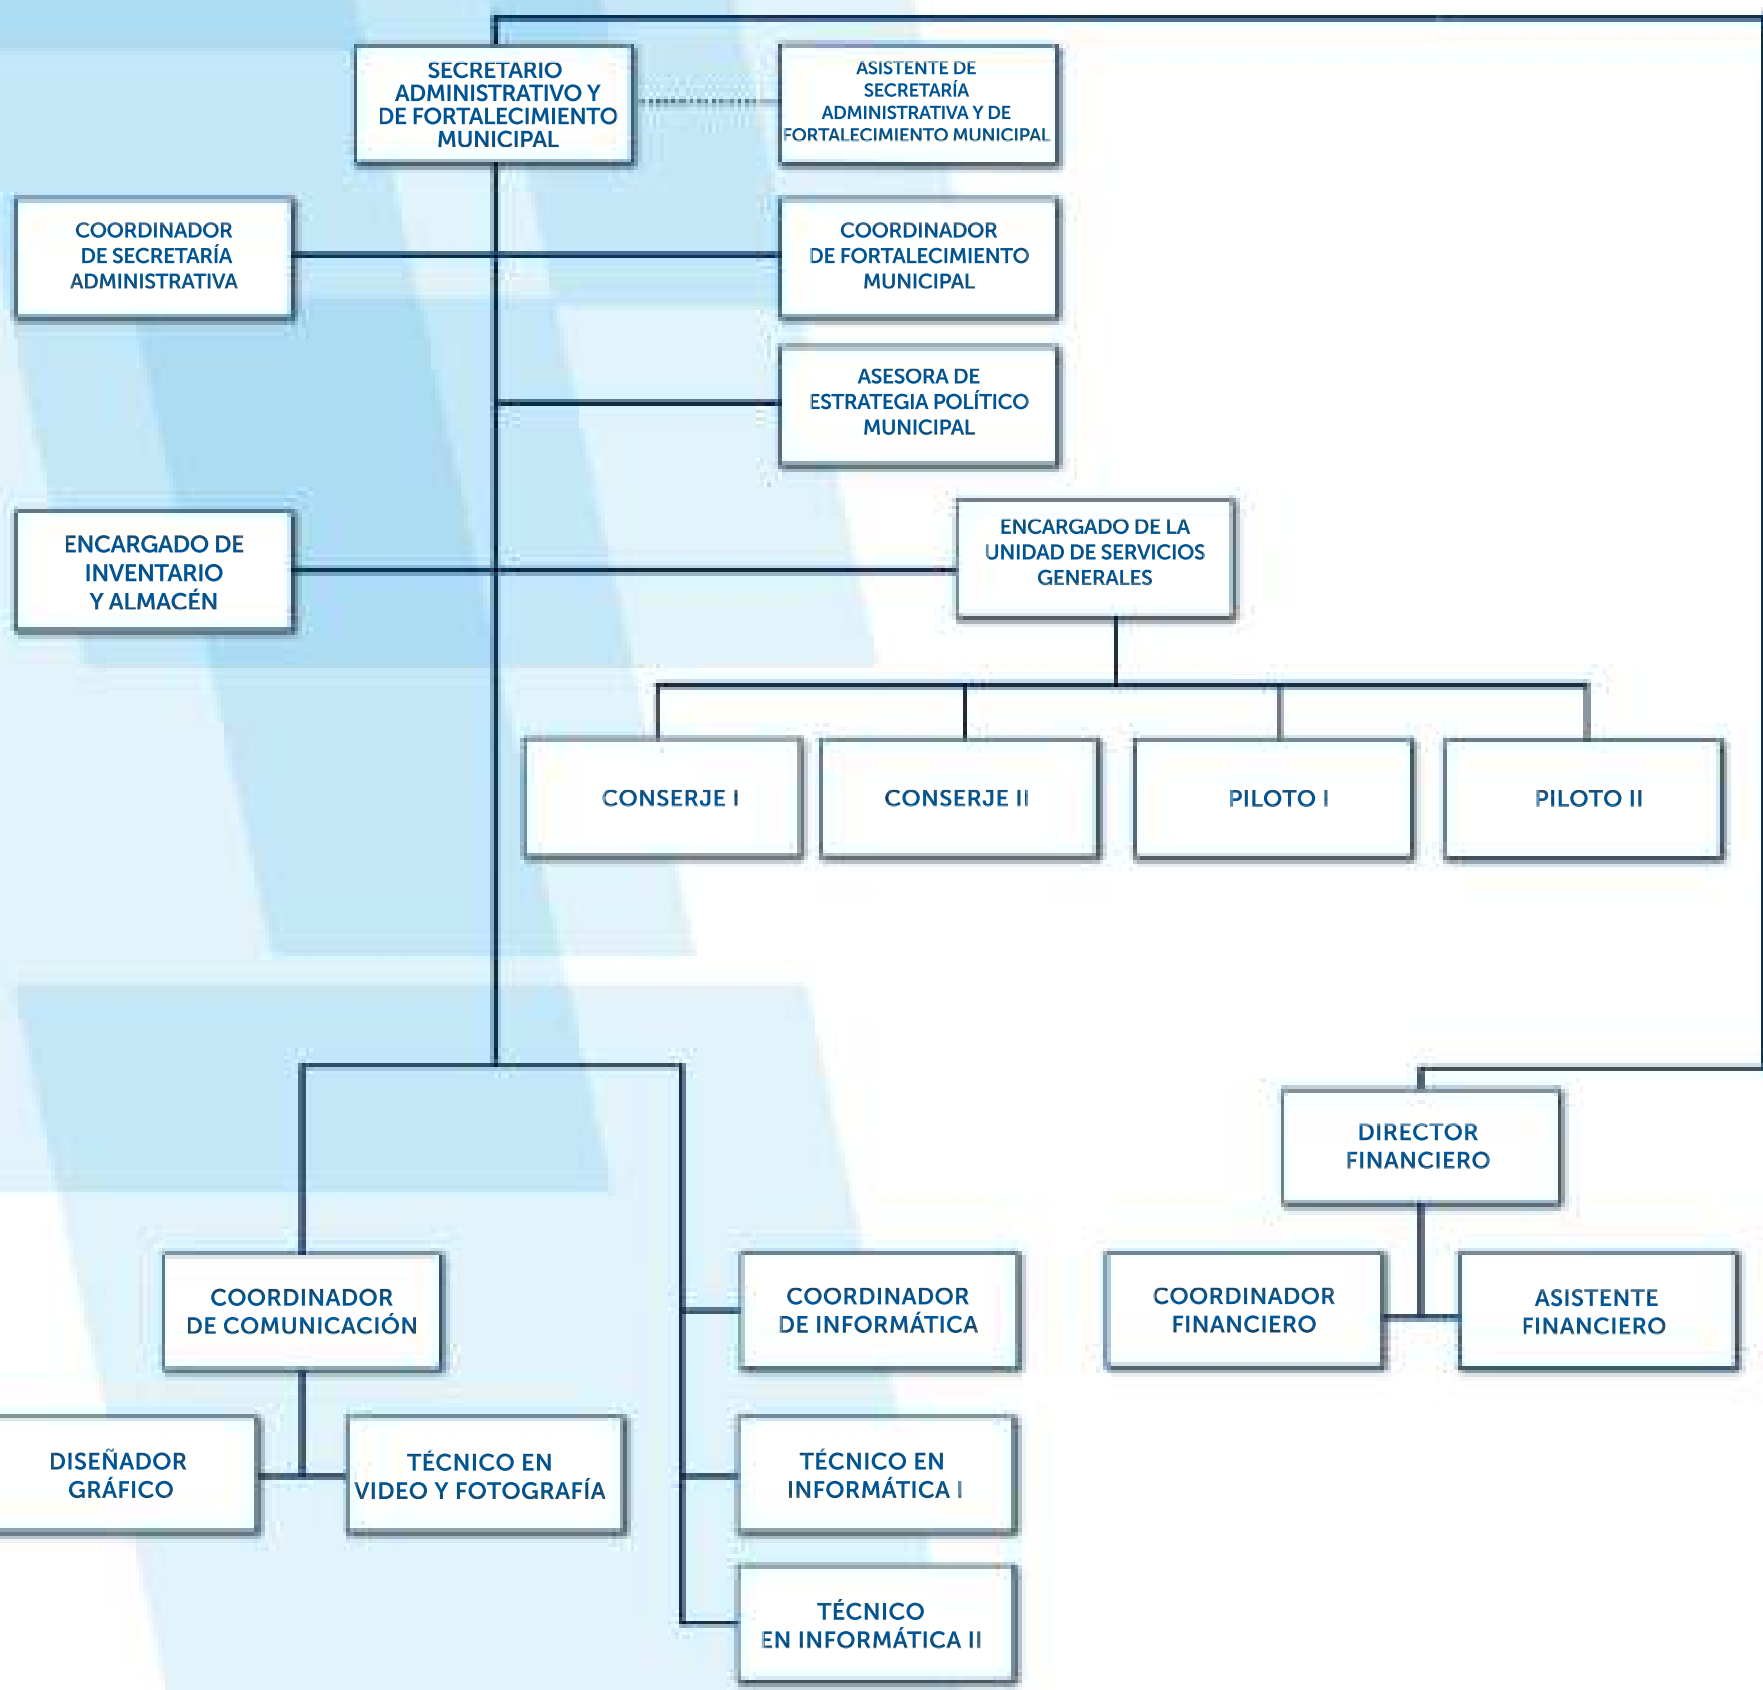 SECRETARIO
ADMINISTRATIVO Y
DE FORTALECIMIENTO
MUNICIPAL
ASISTENTE DE
SECRETARÍA
ADMINISTRATIVA Y DE
FORTALECIMIENTO MUNICIPAL
COORDINADOR
DE SECRETARÍA
ADMINISTRATIVA
COORDINADOR
DE FORTALECIMIENTO
MUNICIPAL
ASESORA DE
ESTRATEGIA POLÍTICO
MUNICIPAL
ENCARGADO DE
INVENTARIO
Y ALMACÉN
ENCARGADO DE LA
UNIDAD DE SERVICIOS
GENERALES
CONSERJE I
CONSERJE II
PILOTO I
PILOTO II
DIRECTOR
FINANCIERO
COORDINADOR
DE COMUNICACIÓN
COORDINADOR
DE INFORMÁTICA
COORDINADOR
FINANCIERO
ASISTENTE
FINANCIERO
DISEÑADOR
GRÁFICO
TÉCNICO EN
VIDEO Y FOTOGRAFÍA
TÉCNICO EN
INFORMÁTICA I
TÉCNICO
EN INFORMÁTICA II